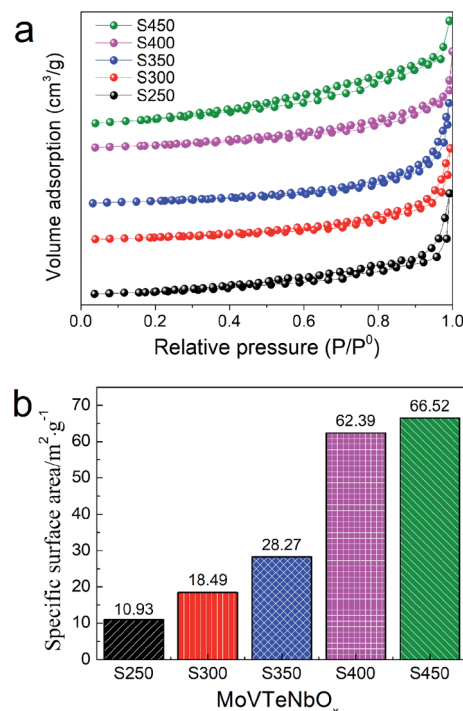 a
S450
S400
S350
S300
S250
Volume adsorption (cm³/g)
0.0 0.2 0.4 0.6 0.8 1.0
Relative pressure (P/P⁰)
b
Specific surface area/m²·g⁻¹
70
60
50
40
30
20
10
0
10.93
18.49
28.27
62.39
66.52
S250 S300 S350 S400 S450
MoVTeNbOₓ